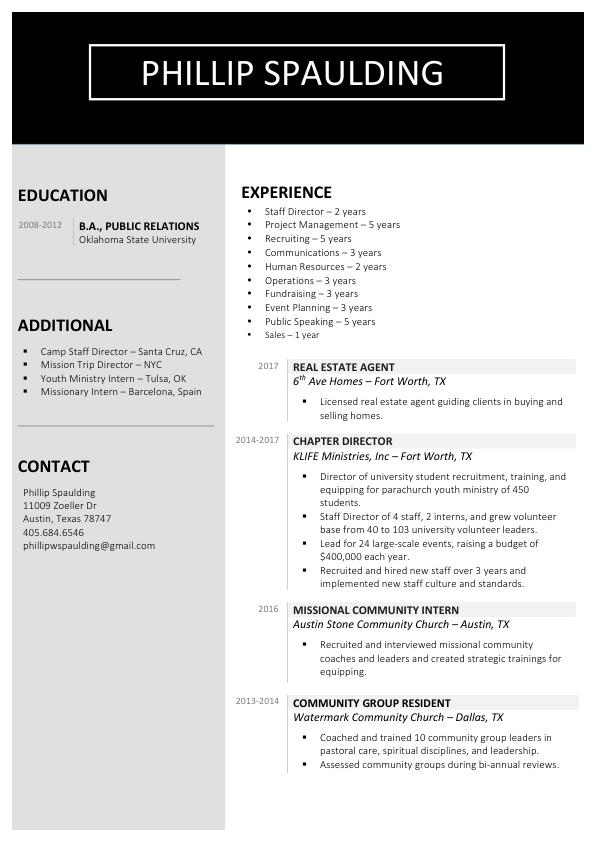 PHILLIP SPAULDING
EDUCATION
2008-2012
B.A., PUBLIC RELATIONS
Oklahoma State University
ADDITIONAL
▪ Camp Staff Director – Santa Cruz, CA
▪ Mission Trip Director – NYC
▪ Youth Ministry Intern – Tulsa, OK
▪ Missionary Intern – Barcelona, Spain
CONTACT
Phillip Spaulding
11009 Zoeller Dr
Austin, Texas 78747
405.684.6546
phillipwspaulding@gmail.com
EXPERIENCE
• Staff Director – 2 years
• Project Management – 5 years
• Recruiting – 5 years
• Communications – 3 years
• Human Resources – 2 years
• Operations – 3 years
• Fundraising – 3 years
• Event Planning – 3 years
• Public Speaking – 5 years
• Sales – 1 year
2017
REAL ESTATE AGENT
6th Ave Homes – Fort Worth, TX
▪ Licensed real estate agent guiding clients in buying and
selling homes.
2014-2017
CHAPTER DIRECTOR
KLIFE Ministries, Inc – Fort Worth, TX
▪ Director of university student recruitment, training, and
equipping for parachurch youth ministry of 450
students.
▪ Staff Director of 4 staff, 2 interns, and grew volunteer
base from 40 to 103 university volunteer leaders.
▪ Lead for 24 large-scale events, raising a budget of
$400,000 each year.
▪ Recruited and hired new staff over 3 years and
implemented new staff culture and standards.
2016
MISSIONAL COMMUNITY INTERN
Austin Stone Community Church – Austin, TX
▪ Recruited and interviewed missional community
coaches and leaders and created strategic trainings for
equipping.
2013-2014
COMMUNITY GROUP RESIDENT
Watermark Community Church – Dallas, TX
▪ Coached and trained 10 community group leaders in
pastoral care, spiritual disciplines, and leadership.
▪ Assessed community groups during bi-annual reviews.